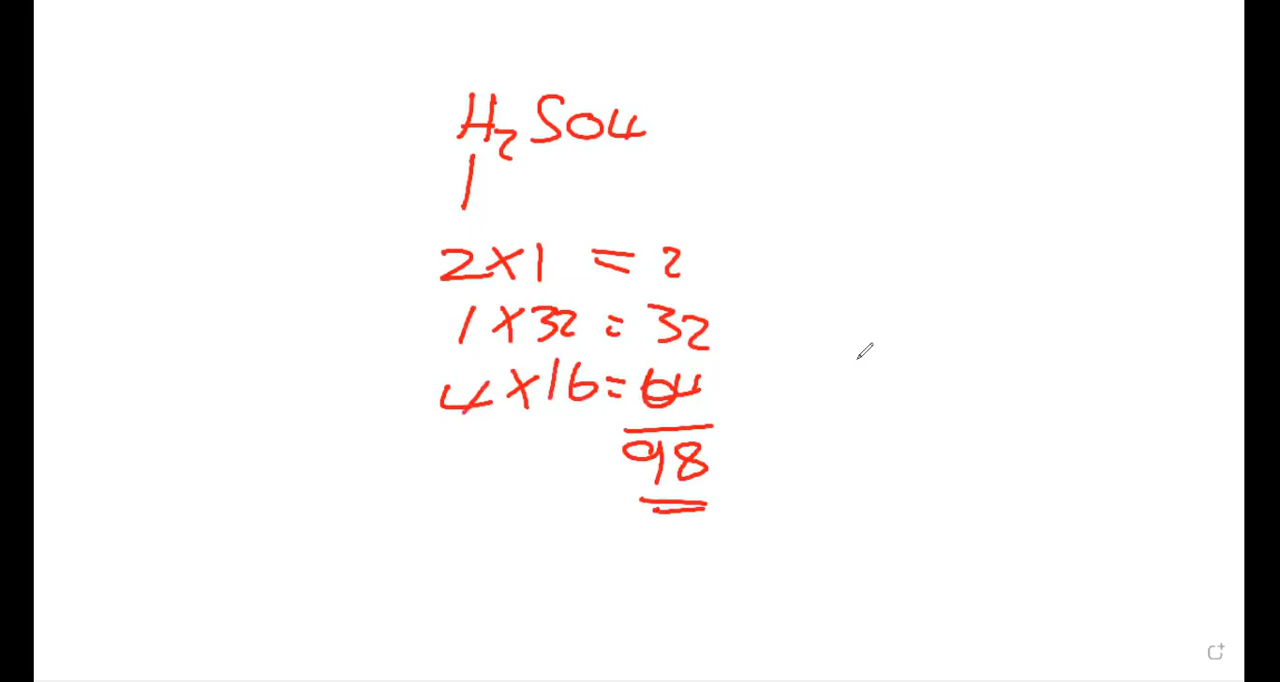 H₂SO4
1
2×1 = 2
1×32 = 32
4×16 = 64
98